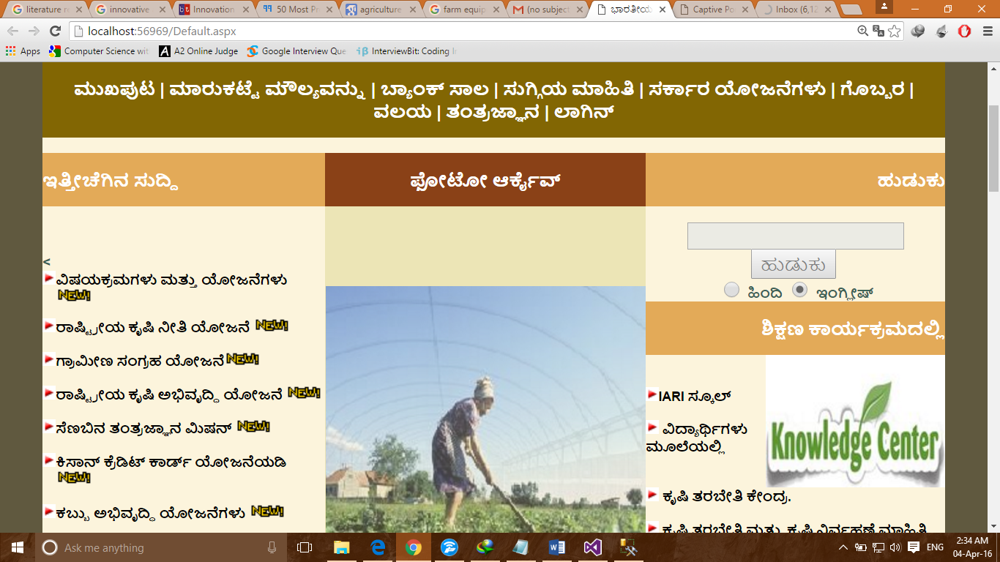 literature r
innovative
Innovation
50 Most Pr
agriculture
farm equip
(no subject
ಭಾರತೀಯ
Captive Po
Inbox (6,12
localhost:56969/Default.aspx
Apps
Computer Science wit
A2 Online Judge
Google Interview Que
InterviewBit: Coding I
ಮುಖಪುಟ | ಮಾರುಕಟ್ಟೆ ಮೌಲ್ಯವನ್ನು | ಬ್ಯಾಂಕ್ ಸಾಲ | ಸುಗ್ಗಿಯ ಮಾಹಿತಿ | ಸರ್ಕಾರ ಯೋಜನೆಗಳು | ಗೊಬ್ಬರ |
ವಲಯ | ತಂತ್ರಜ್ಞಾನ | ಲಾಗಿನ್
ಇತ್ತೀಚೆಗಿನ ಸುದ್ದಿ
ಫೋಟೋ ಆರ್ಕೈವ್
ಹುಡುಕು
<
ವಿಷಯಕ್ರಮಗಳು ಮತ್ತು ಯೋಜನೆಗಳು
NEW!
ರಾಷ್ಟ್ರೀಯ ಕೃಷಿ ನೀತಿ ಯೋಜನೆ NEW!
ಗ್ರಾಮೀಣ ಸಂಗ್ರಹ ಯೋಜನೆ NEW!
ರಾಷ್ಟ್ರೀಯ ಕೃಷಿ ಅಭಿವೃದ್ಧಿ ಯೋಜನೆ NEW!
ಸೆಣಬಿನ ತಂತ್ರಜ್ಞಾನ ಮಿಷನ್ NEW!
ಕಿಸಾನ್ ಕ್ರೆಡಿಟ್ ಕಾರ್ಡ್ ಯೋಜನೆಯಡಿ
NEW!
ಕಬ್ಬು ಅಭಿವೃದ್ಧಿ ಯೋಜನೆಗಳು NEW!
ಹುಡುಕು
ಹಿಂದಿ ಇಂಗ್ಲೀಷ್
ಶಿಕ್ಷಣ ಕಾರ್ಯಕ್ರಮದಲ್ಲಿ
IARI ಸ್ಕೂಲ್
ವಿದ್ಯಾರ್ಥಿಗಳು
ಮೂಲೆಯಲ್ಲಿ
Knowledge Center
ಕೃಷಿ ತರಬೇತಿ ಕೇಂದ್ರ.
ಕೃಷಿ ತರಬೇತಿ ಮತ್ತು ಕೃಷಿ ನಿರ್ವಹಣೆ ಮಾಹಿತಿ
Ask me anything
ENG
2:34 AM
04-Apr-16